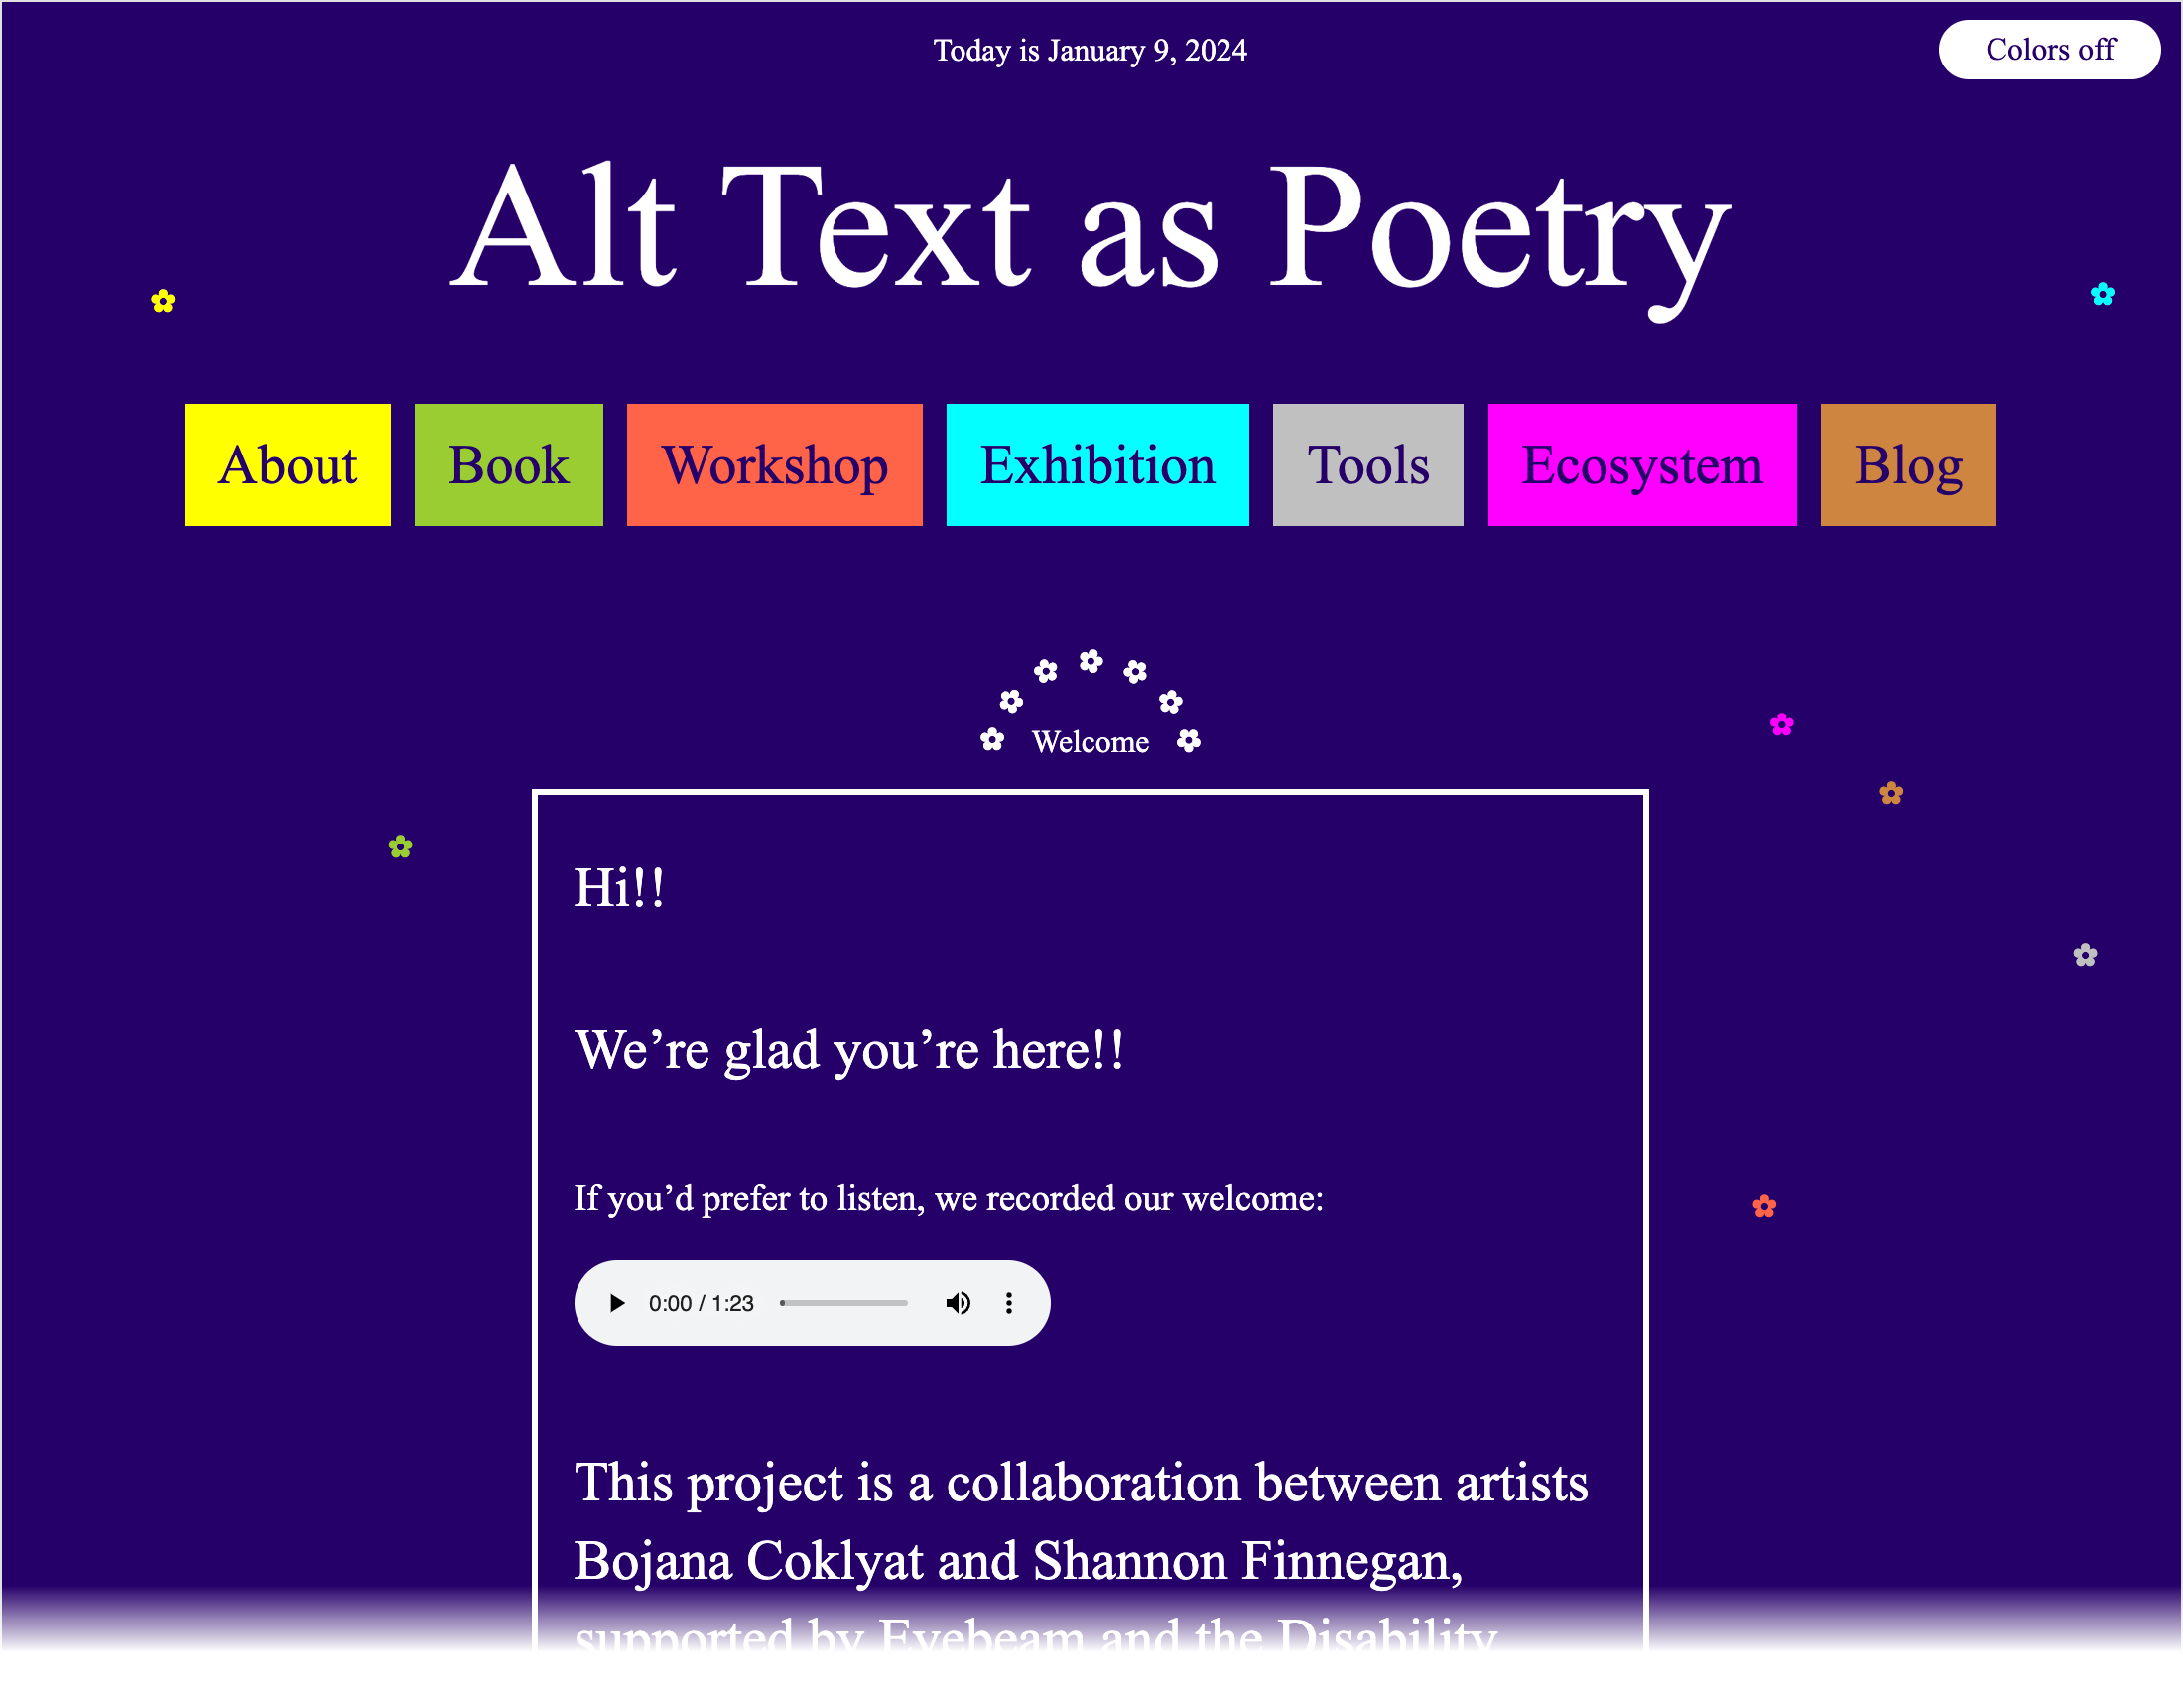 Today is January 9, 2024
Colors off
Alt Text as Poetry
About
Book
Workshop
Exhibition
Tools
Ecosystem
Blog
Welcome
Hi!!
We’re glad you’re here!!
If you’d prefer to listen, we recorded our welcome:
0:00 / 1:23
This project is a collaboration between artists
Bojana Coklyat and Shannon Finnegan,
supported by Eyebeam and the Disability